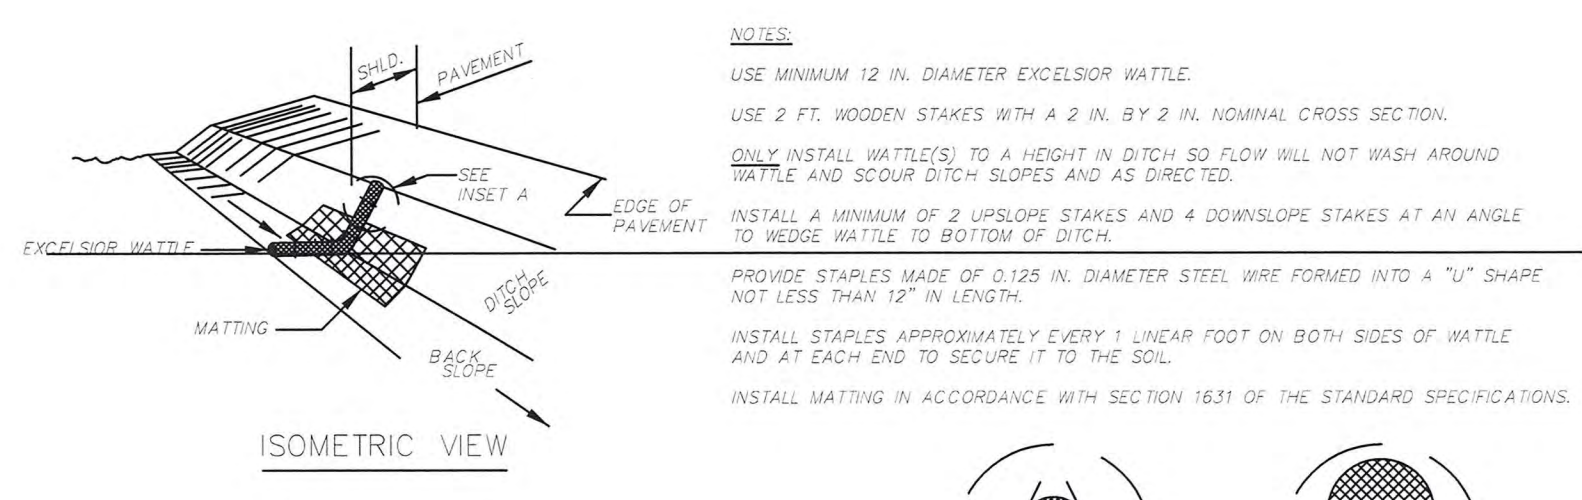 SHLD.
PAVEMENT
SEE
INSET A
EDGE OF
PAVEMENT
EXCELSIOR WATTLE
MATTING
DITCH
SLOPE
BACK
SLOPE
ISOMETRIC VIEW
NOTES:
USE MINIMUM 12 IN. DIAMETER EXCELSIOR WATTLE.
USE 2 FT. WOODEN STAKES WITH A 2 IN. BY 2 IN. NOMINAL CROSS SECTION.
ONLY INSTALL WATTLE(S) TO A HEIGHT IN DITCH SO FLOW WILL NOT WASH AROUND
WATTLE AND SCOUR DITCH SLOPES AND AS DIRECTED.
INSTALL A MINIMUM OF 2 UPSLOPE STAKES AND 4 DOWNSLOPE STAKES AT AN ANGLE
TO WEDGE WATTLE TO BOTTOM OF DITCH.
PROVIDE STAPLES MADE OF 0.125 IN. DIAMETER STEEL WIRE FORMED INTO A "U" SHAPE
NOT LESS THAN 12" IN LENGTH.
INSTALL STAPLES APPROXIMATELY EVERY 1 LINEAR FOOT ON BOTH SIDES OF WATTLE
AND AT EACH END TO SECURE IT TO THE SOIL.
INSTALL MATTING IN ACCORDANCE WITH SECTION 1631 OF THE STANDARD SPECIFICATIONS.